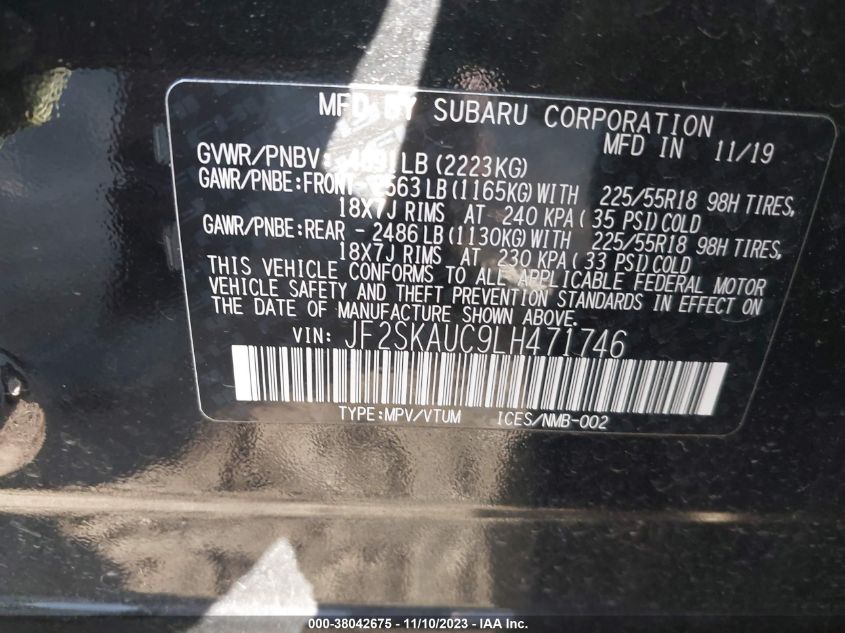 MFD BY SUBARU CORPORATION
MFD IN 11/19
GVWR/PNBV: LB (2223KG)
GAWR/PNBE:FRONT- 2563 LB (1165KG) WITH 225/55R18 98H TIRES,
18X7J RIMS AT 240 KPA ( 35 PSI) COLD
GAWR/PNBE:REAR - 2486 LB (1130KG) WITH 225/55R18 98H TIRES,
18X7J RIMS AT 230 KPA ( 33 PSI) COLD
THIS VEHICLE CONFORMS TO ALL APPLICABLE FEDERAL MOTOR
VEHICLE SAFETY AND THEFT PREVENTION STANDARDS IN EFFECT ON
THE DATE OF MANUFACTURE SHOWN ABOVE.
VIN: JF2SKAUC9LH471746
TYPE:MPV/VTUM ICES/NMB-002
000-38042675 - 11/10/2023 - IAA Corp.